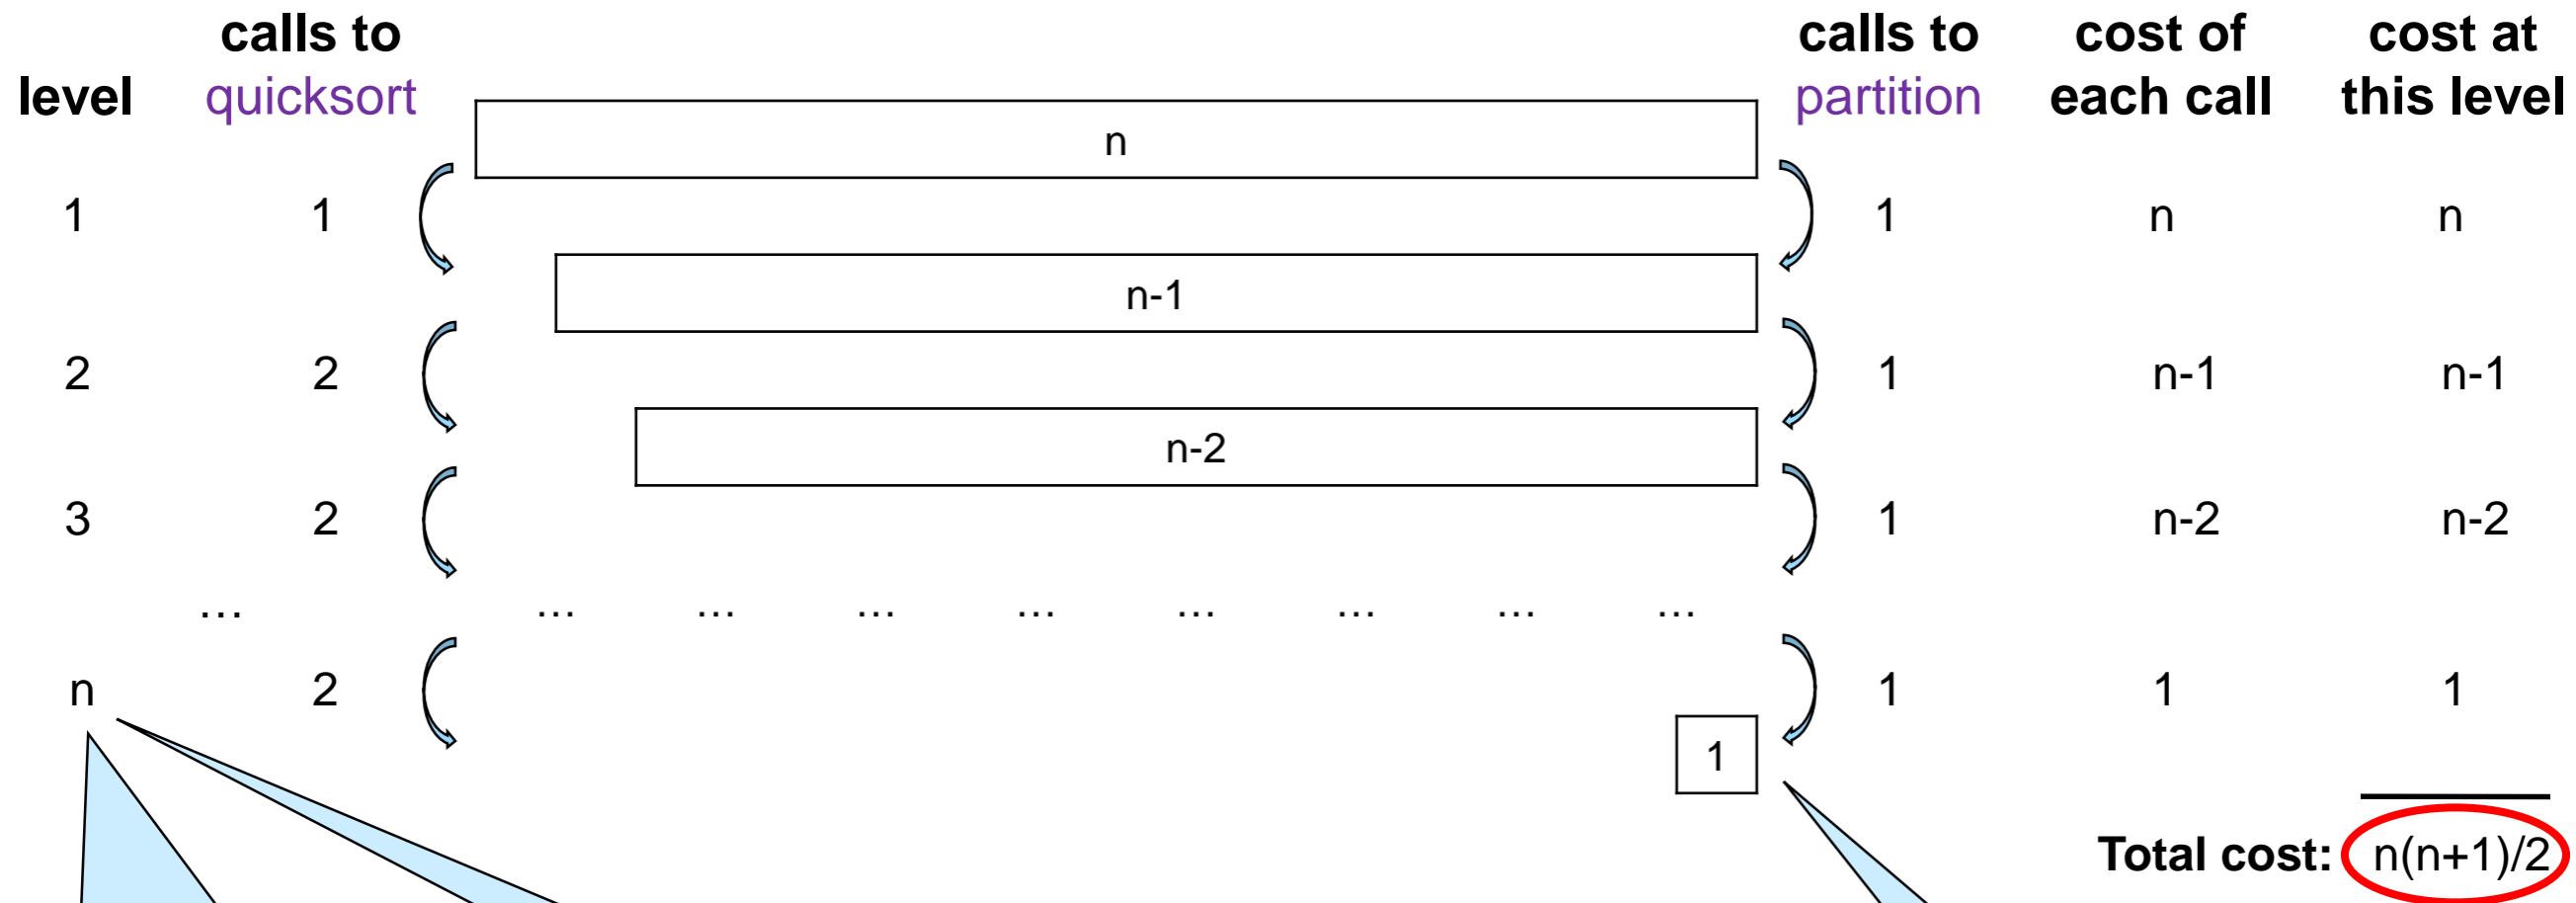 calls to calls to cost of cost at
level quicksort partition each call this level
n
1 1 1 n n
n-1
2 2 1 n-1 n-1
n-2
3 2 1 n-2 n-2
... ... ... ... ... ... ... ... ...
n 2 1 1 1
1
Total cost: n(n+1)/2